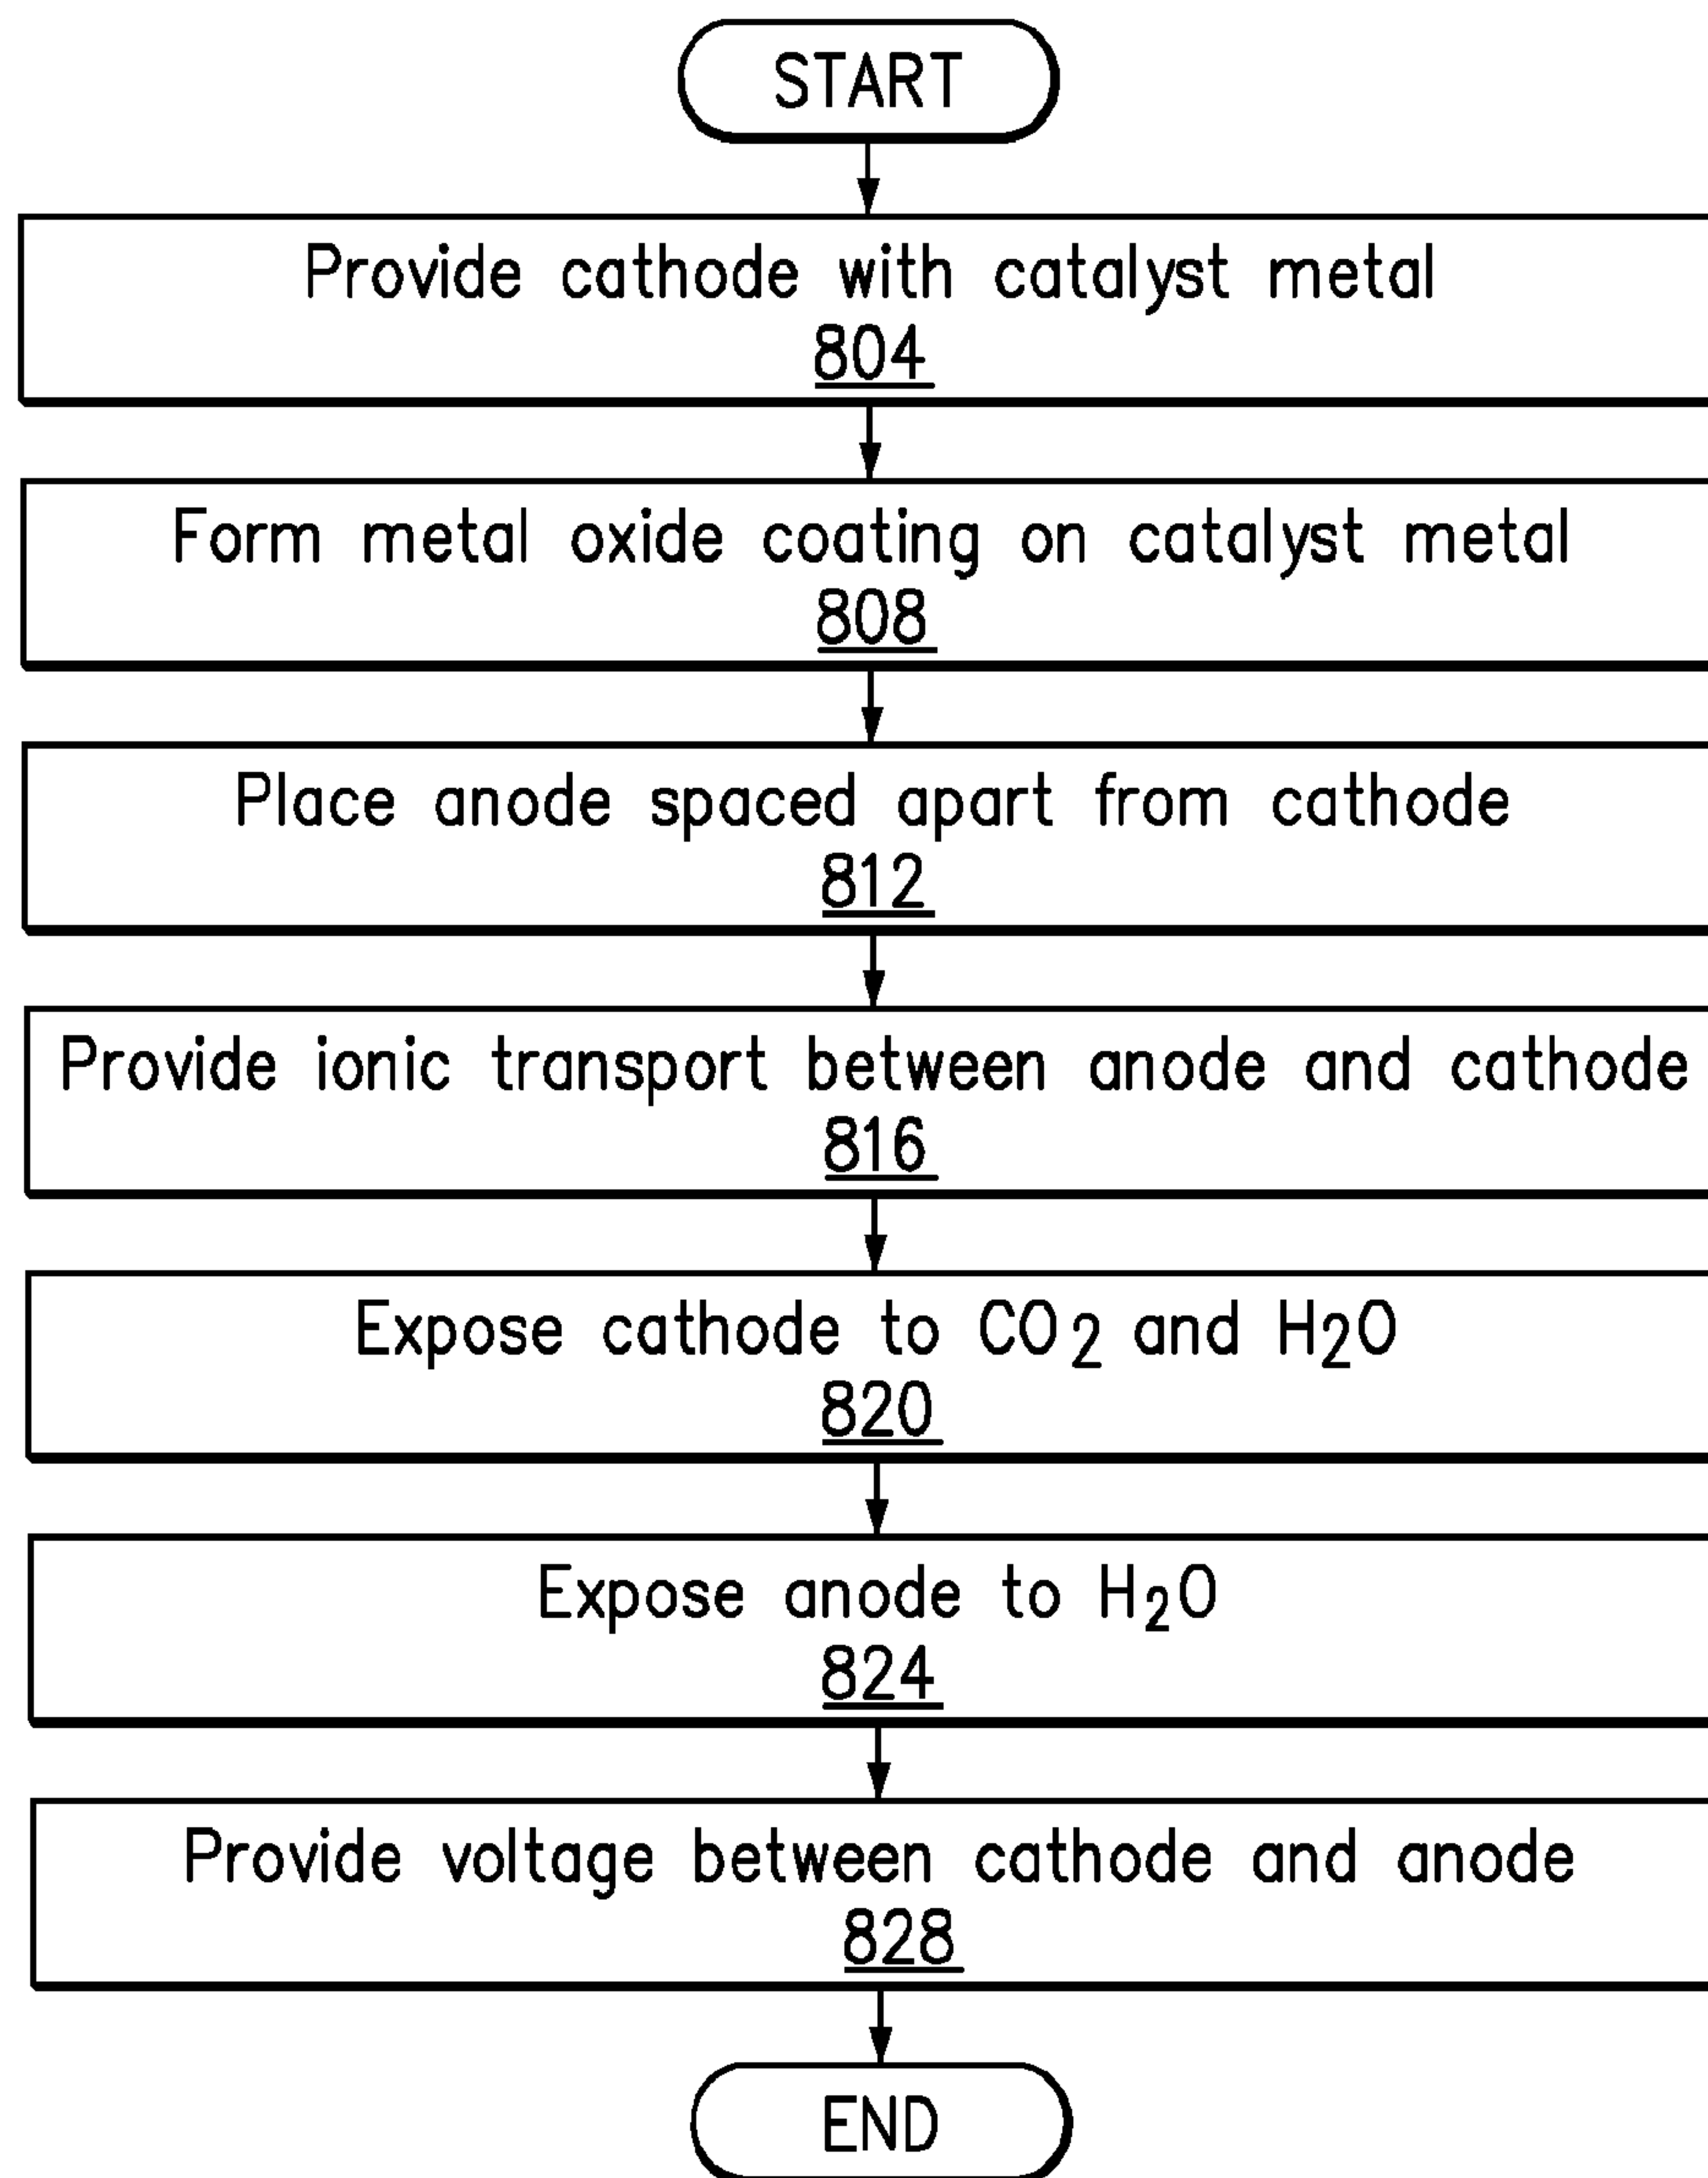 START
Provide cathode with catalyst metal
804
Form metal oxide coating on catalyst metal
808
Place anode spaced apart from cathode
812
Provide ionic transport between anode and cathode
816
Expose cathode to CO₂ and H₂O
820
Expose anode to H₂O
824
Provide voltage between cathode and anode
828
END